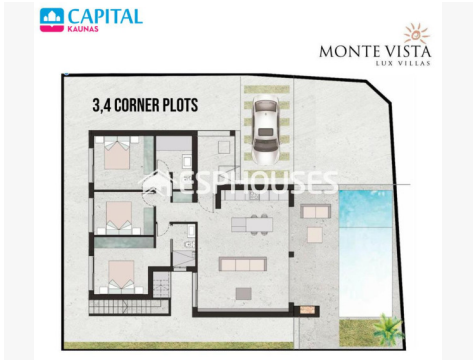 CAPITAL
KAUNAS
MONTE VISTA
LUX VILLAS
3,4 CORNER PLOTS
ESPHOUSES